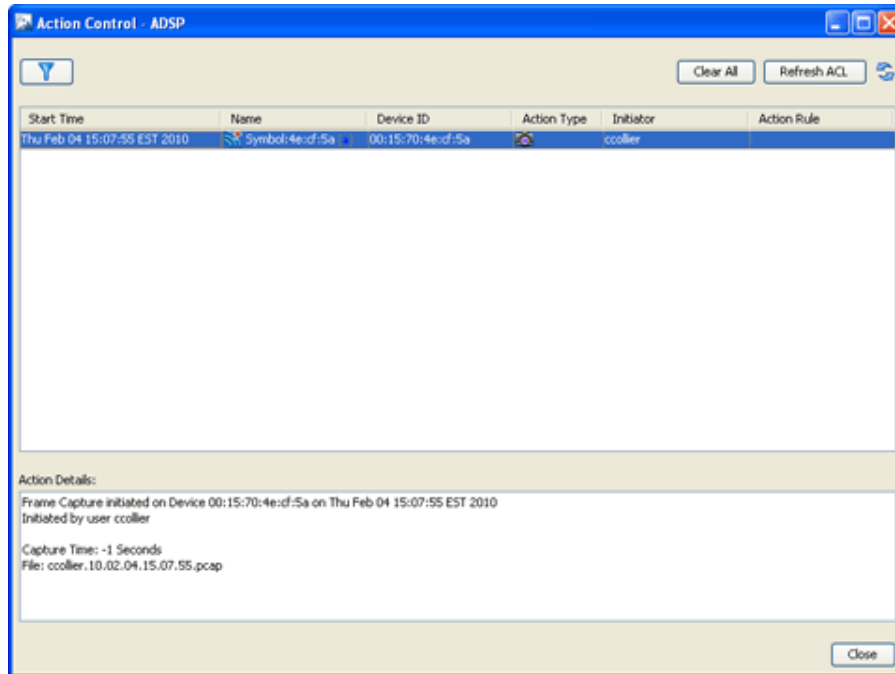 Action Control - ADSP
Clear All Refresh ACL
Start Time Name Device ID Action Type Initiator Action Rule
Thu Feb 04 15:07:55 EST 2010 Symbol:4e:cf:5a 00:15:70:4e:cf:5a ccollier
Action Details:
Frame Capture initiated on Device 00:15:70:4e:cf:5a on Thu Feb 04 15:07:55 EST 2010
Initiated by user ccollier
Capture Time: -1 Seconds
File: ccollier.10.02.04.15.07.55.pcap
Close